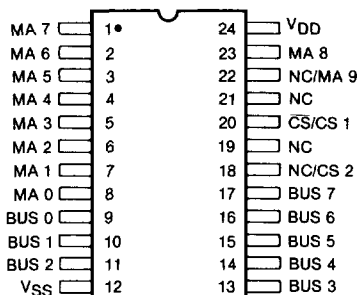 MA 7 1 24 VDD
MA 6 2 23 MA 8
MA 5 3 22 NC/MA 9
MA 4 4 21 NC
MA 3 5 20 C̅S̅/CS 1
MA 2 6 19 NC
MA 1 7 18 NC/CS 2
MA 0 8 17 BUS 7
BUS 0 9 16 BUS 6
BUS 1 10 15 BUS 5
BUS 2 11 14 BUS 4
VSS 12 13 BUS 3